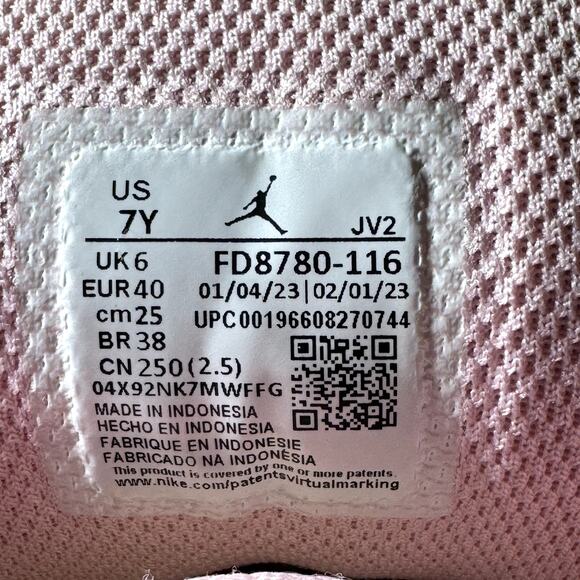 US
7Y JV2
UK 6 FD8780-116
EUR 40 01/04/23|02/01/23
cm 25 UPC00196608270744
BR 38
CN 250 (2.5)
04X92NK7MWFFG
MADE IN INDONESIA
HECHO EN INDONESIA
FABRIQUE EN INDONESIE
FABRICADO NA INDONÉSIA
This product is covered by one or more patents.
www.nike.com/patentsvirtualmarking